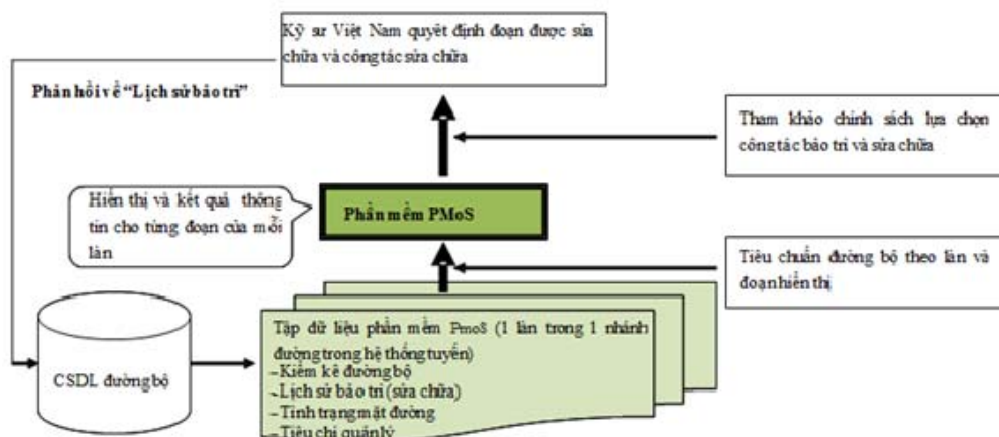 Kỹ sư Việt Nam quyết định đoạn được sửa
chữa và công tác sửa chữa
Phản hồi về “Lịch sử bảo trì”
Tham khảo chính sách lựa chọn
công tác bảo trì và sửa chữa
Hiển thị và kết quả thông
tin cho từng đoạn của mỗi
làn
Phần mềm PMoS
Tiêu chuẩn đường bộ theo làn và
đoạn hiển thị
Tập dữ liệu phần mềm PmoS (1 làn trong 1 nhánh
đường trong hệ thống tuyến)
– Kiểm kê đường bộ
– Lịch sử bảo trì (sửa chữa)
– Tình trạng mặt đường
– Tiêu chí quản lý
CSDL đường bộ